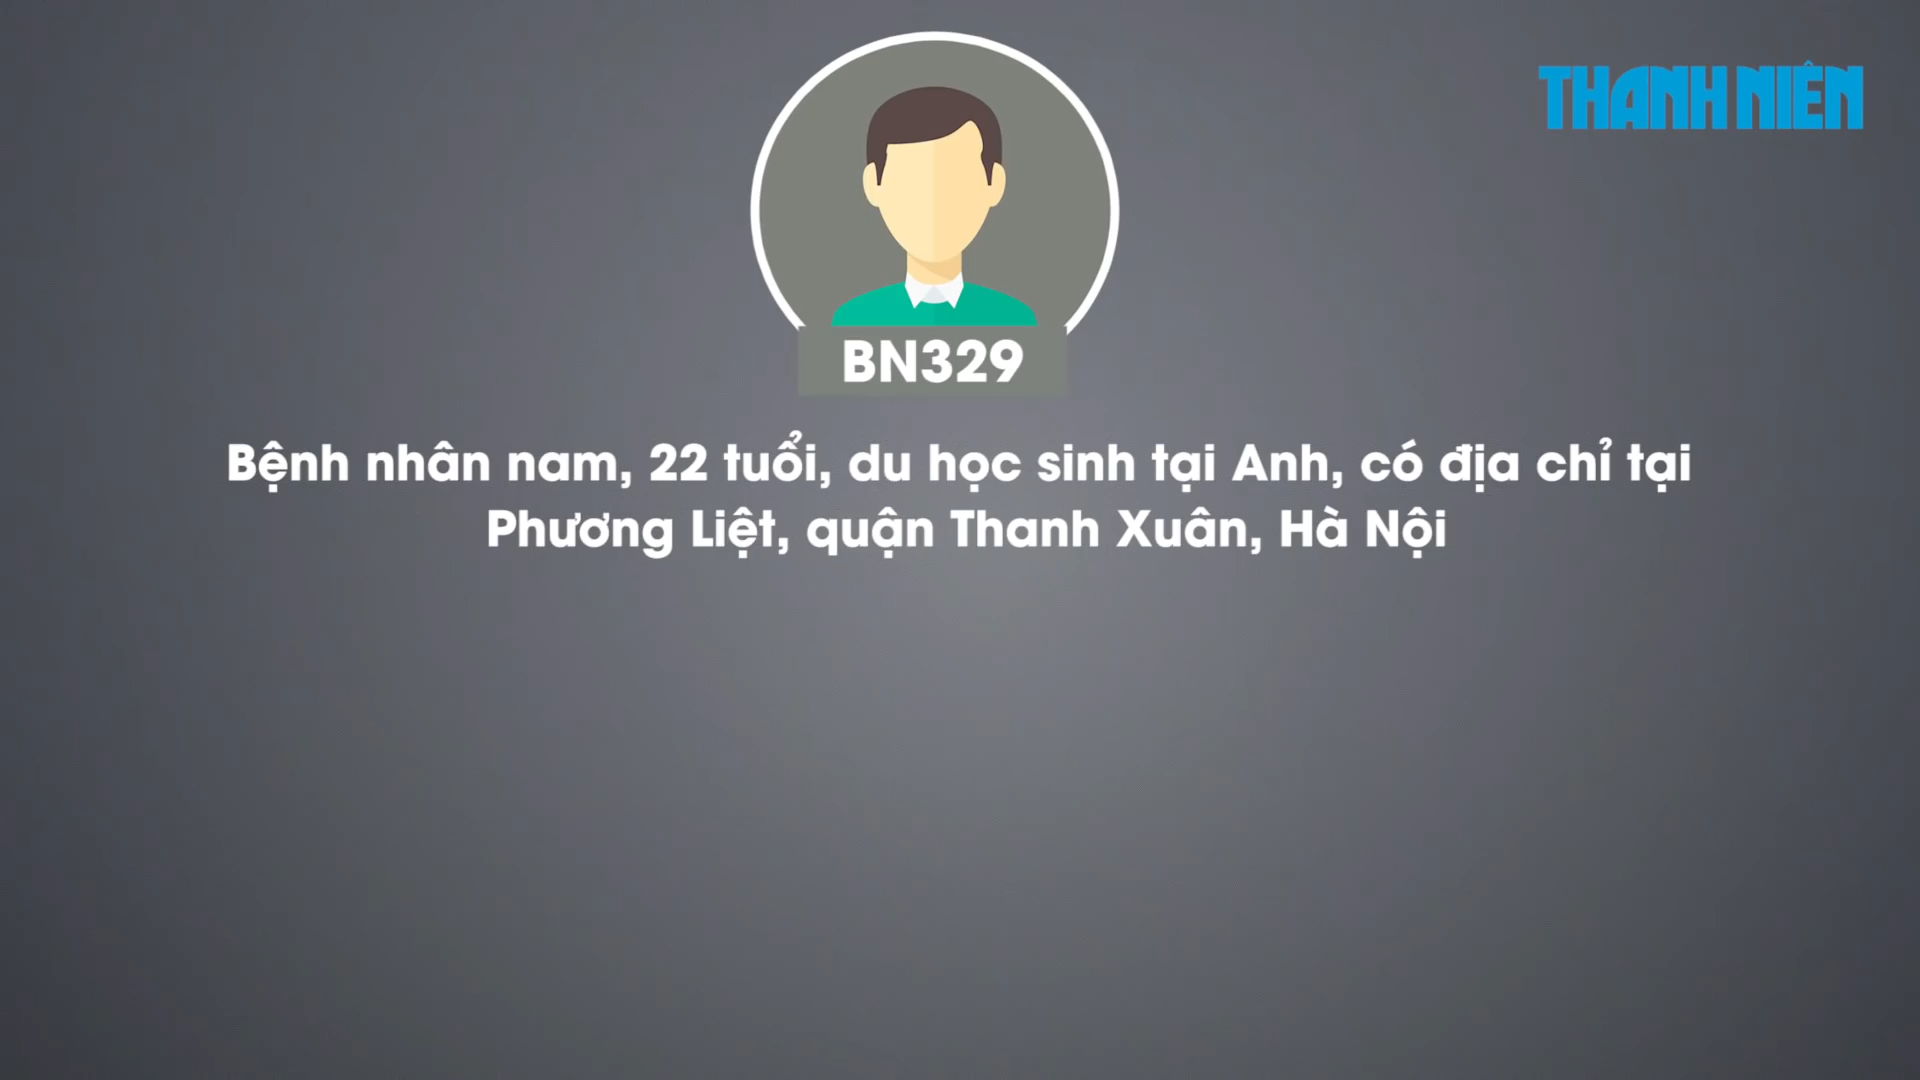 THANH NIÊN
BN329
Bệnh nhân nam, 22 tuổi, du học sinh tại Anh, có địa chỉ tại
Phương Liệt, quận Thanh Xuân, Hà Nội